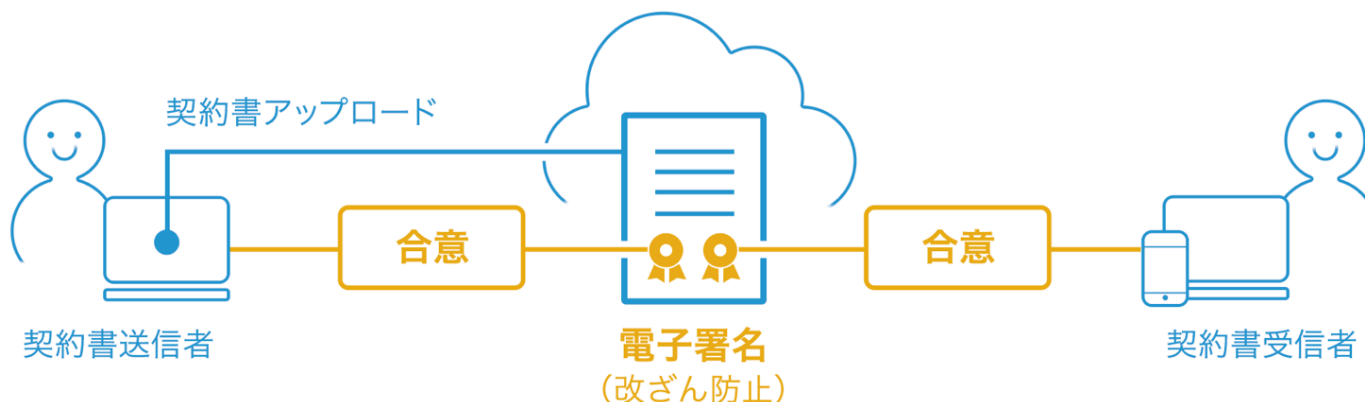 契約書アップロード
合意
合意
契約書送信者
電子署名
（改ざん防止）
契約書受信者